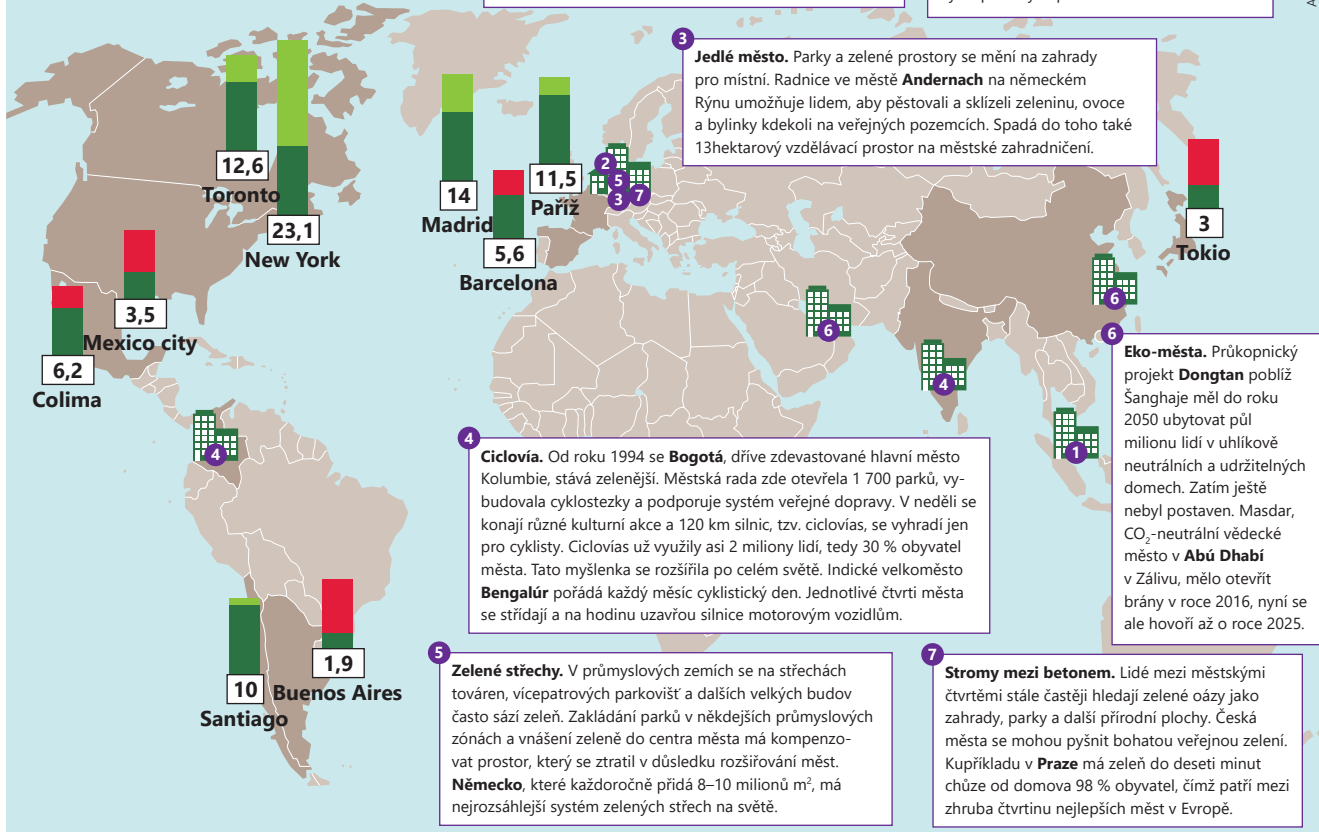 3
Jedlé město. Parky a zelené prostory se mění na zahrady
pro místní. Radnice ve městě Andernach na německém
Rýnu umožňuje lidem, aby pěstovali a sklízeli zeleninu, ovoce
a bylinky kdekoli na veřejných pozemcích. Spadá do toho také
13hektarový vzdělávací prostor na městské zahradničení.
12,6
Toronto
23,1
New York
14
Madrid
11,5
Paříž
5,6
Barcelona
2
5
3
7
3
Tokio
3,5
Mexico city
6,2
Colima
6
6
4
1
4
6
Eko-města. Průkopnický
projekt Dongtan poblíž
Šanghaje měl do roku
2050 ubytovat půl
milionu lidí v uhlíkově
neutrálních a udržitelných
domech. Zatím ještě
nebyl postaven. Masdar,
CO₂-neutrální vědecké
město v Abú Dhabí
v Zálivu, mělo otevřít
brány v roce 2016, nyní se
ale hovoří až o roce 2025.
4
Ciclovía. Od roku 1994 se Bogotá, dříve zdevastované hlavní město
Kolumbie, stává zelenější. Městská rada zde otevřela 1 700 parků, vy-
budovala cyklostezky a podporuje systém veřejné dopravy. V neděli se
konají různé kulturní akce a 120 km silnic, tzv. ciclovías, se vyhradí jen
pro cyklisty. Ciclovías už využily asi 2 miliony lidí, tedy 30 % obyvatel
města. Tato myšlenka se rozšířila po celém světě. Indické velkoměsto
Bengalúr pořádá každý měsíc cyklistický den. Jednotlivé čtvrti města
se střídají a na hodinu uzavřou silnice motorovým vozidlům.
10
Santiago
1,9
Buenos Aires
5
Zelené střechy. V průmyslových zemích se na střechách
továren, vícepatrových parkovišť a dalších velkých budov
často sází zeleň. Zakládání parků v někdejších průmyslových
zónách a vnášení zeleně do centra města má kompenzo-
vat prostor, který se ztratil v důsledku rozšiřování měst.
Německo, které každoročně přidá 8–10 milionů m², má
nejrozsáhlejší systém zelených střech na světě.
7
Stromy mezi betonem. Lidé mezi městskými
čtvrtěmi stále častěji hledají zelené oázy jako
zahrady, parky a další přírodní plochy. Česká
města se mohou pyšnit bohatou veřejnou zelení.
Kupříkladu v Praze má zeleň do deseti minut
chůze od domova 98 % obyvatel, čímž patří mezi
zhruba čtvrtinu nejlepších měst v Evropě.